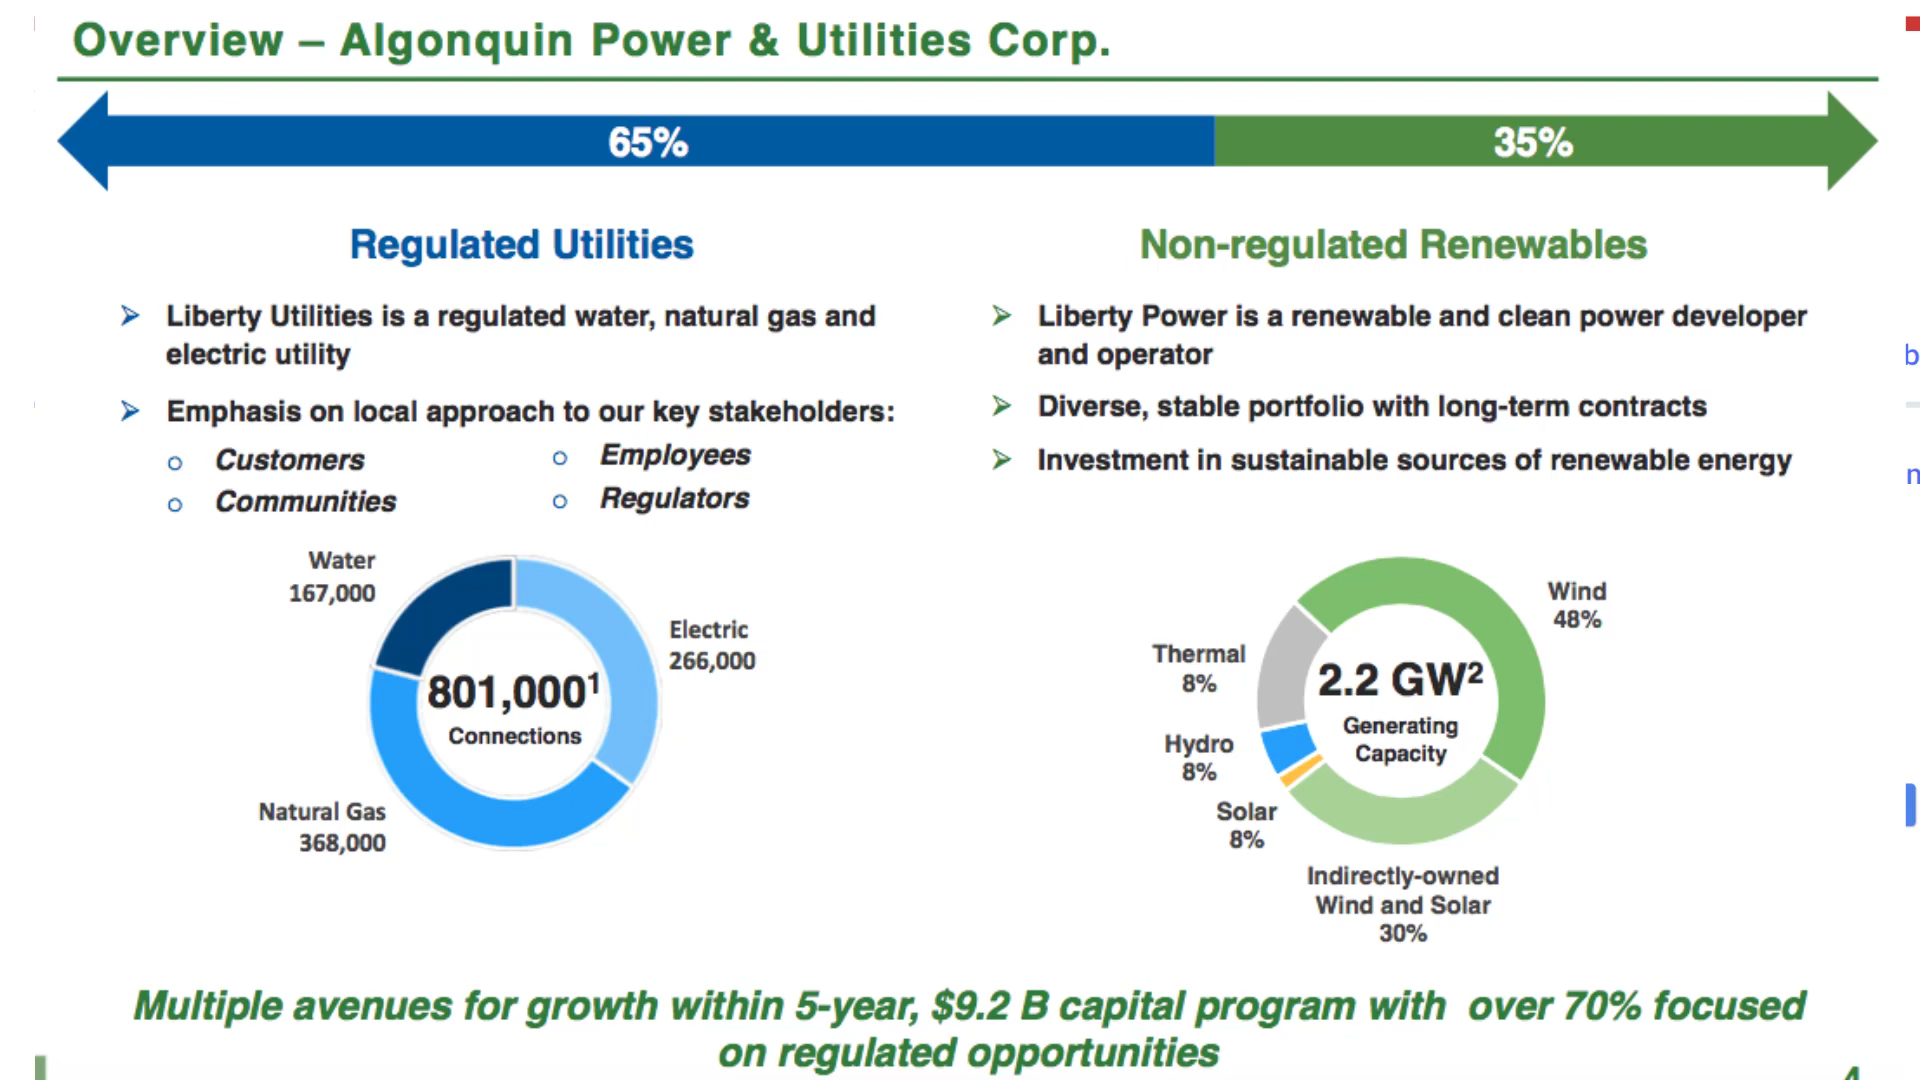 Overview – Algonquin Power & Utilities Corp.
65%
35%
Regulated Utilities
Liberty Utilities is a regulated water, natural gas and
electric utility
Emphasis on local approach to our key stakeholders:
Customers
Employees
Communities
Regulators
Water
167,000
Electric
266,000
801,000¹
Connections
Natural Gas
368,000
Non-regulated Renewables
Liberty Power is a renewable and clean power developer
and operator
Diverse, stable portfolio with long-term contracts
Investment in sustainable sources of renewable energy
Wind
48%
Thermal
8%
2.2 GW²
Generating
Capacity
Hydro
8%
Solar
8%
Indirectly-owned
Wind and Solar
30%
Multiple avenues for growth within 5-year, $9.2 B capital program with over 70% focused
on regulated opportunities
4